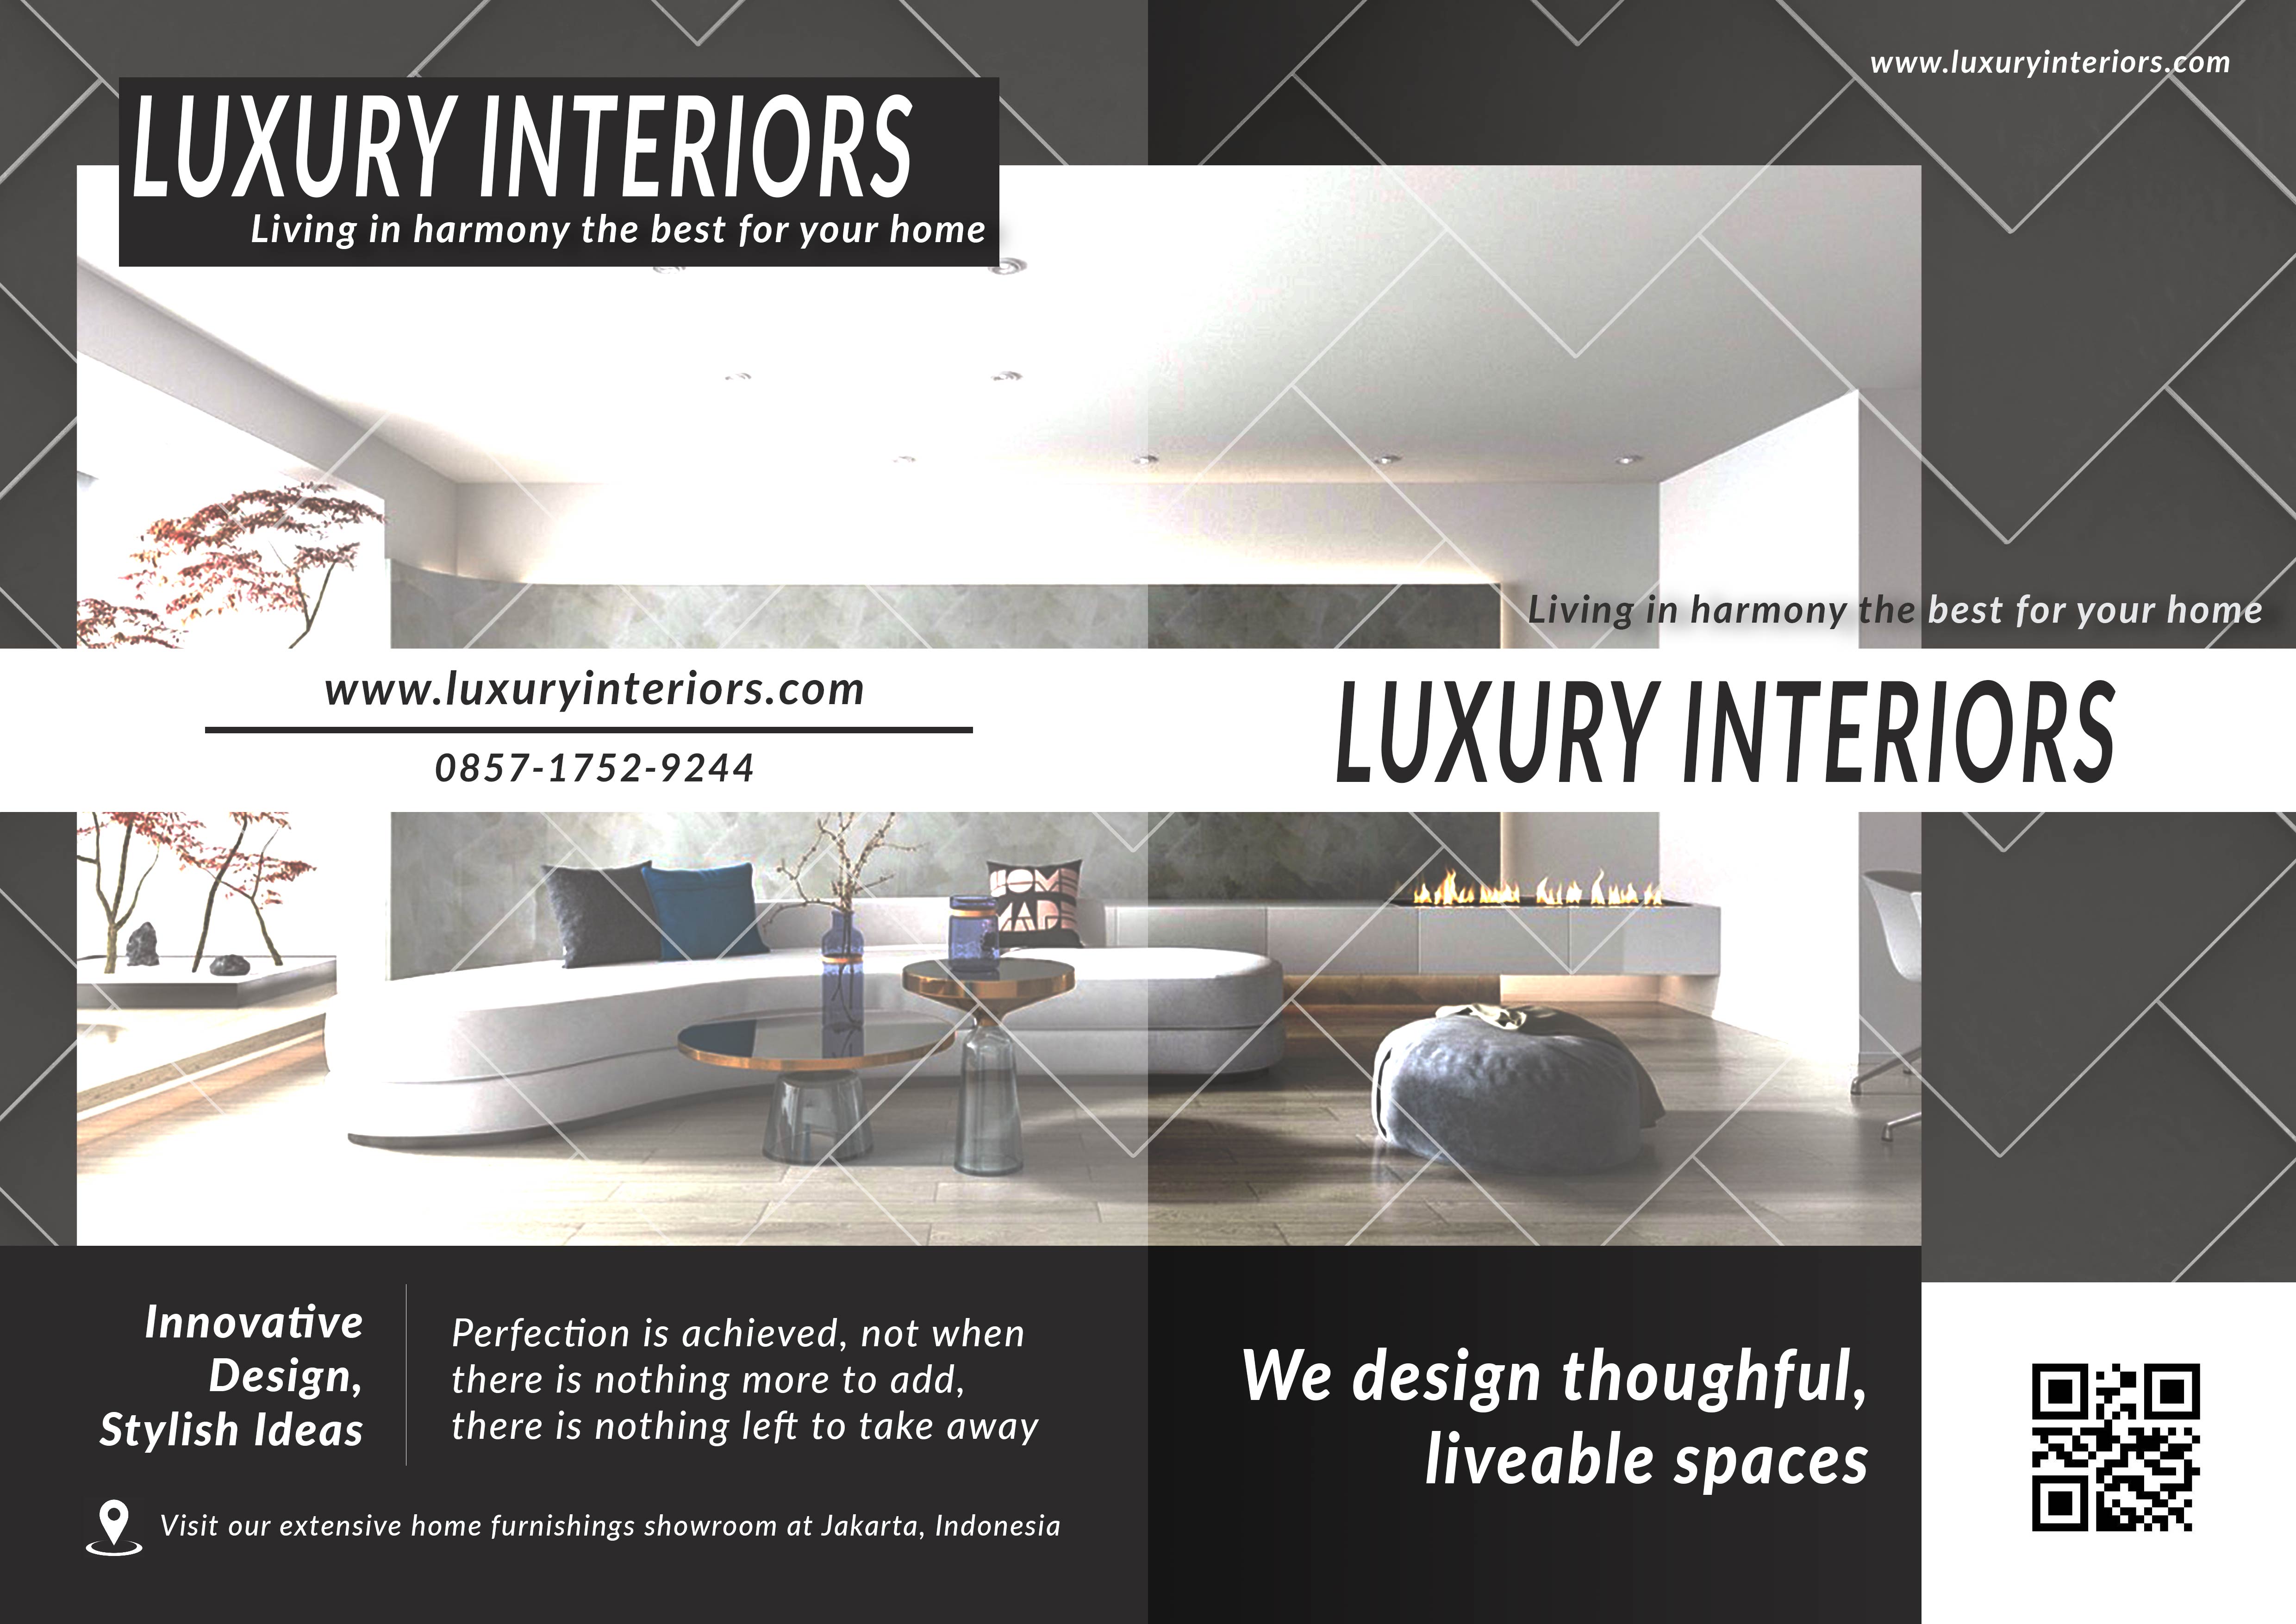 LUXURY INTERIORS
Living in harmony the best for your home
www.luxuryinteriors.com
0857-1752-9244
HOME
MADE
Innovative
Design,
Stylish Ideas
Perfection is achieved, not when
there is nothing more to add,
there is nothing left to take away
Visit our extensive home furnishings showroom at Jakarta, Indonesia
www.luxuryinteriors.com
Living in harmony the best for your home
LUXURY INTERIORS
We design thoughful,
liveable spaces